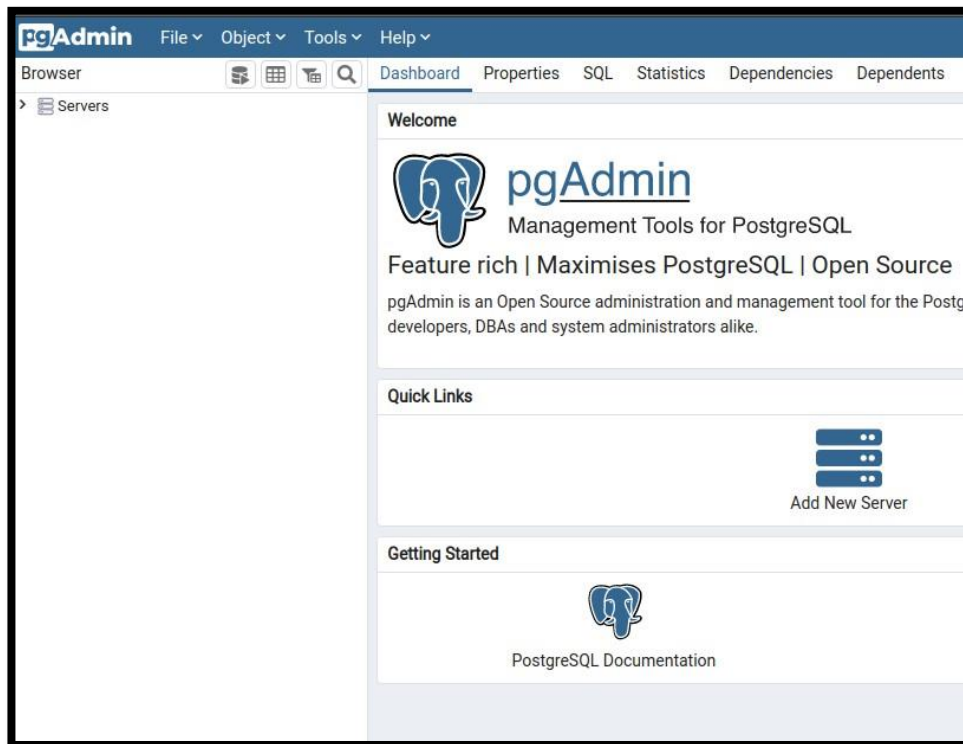 pgAdmin File Object Tools Help
Browser
Dashboard Properties SQL Statistics Dependencies Dependents
Servers
Welcome
pgAdmin
Management Tools for PostgreSQL
Feature rich | Maximises PostgreSQL | Open Source
pgAdmin is an Open Source administration and management tool for the Postg
developers, DBAs and system administrators alike.
Quick Links
Add New Server
Getting Started
PostgreSQL Documentation